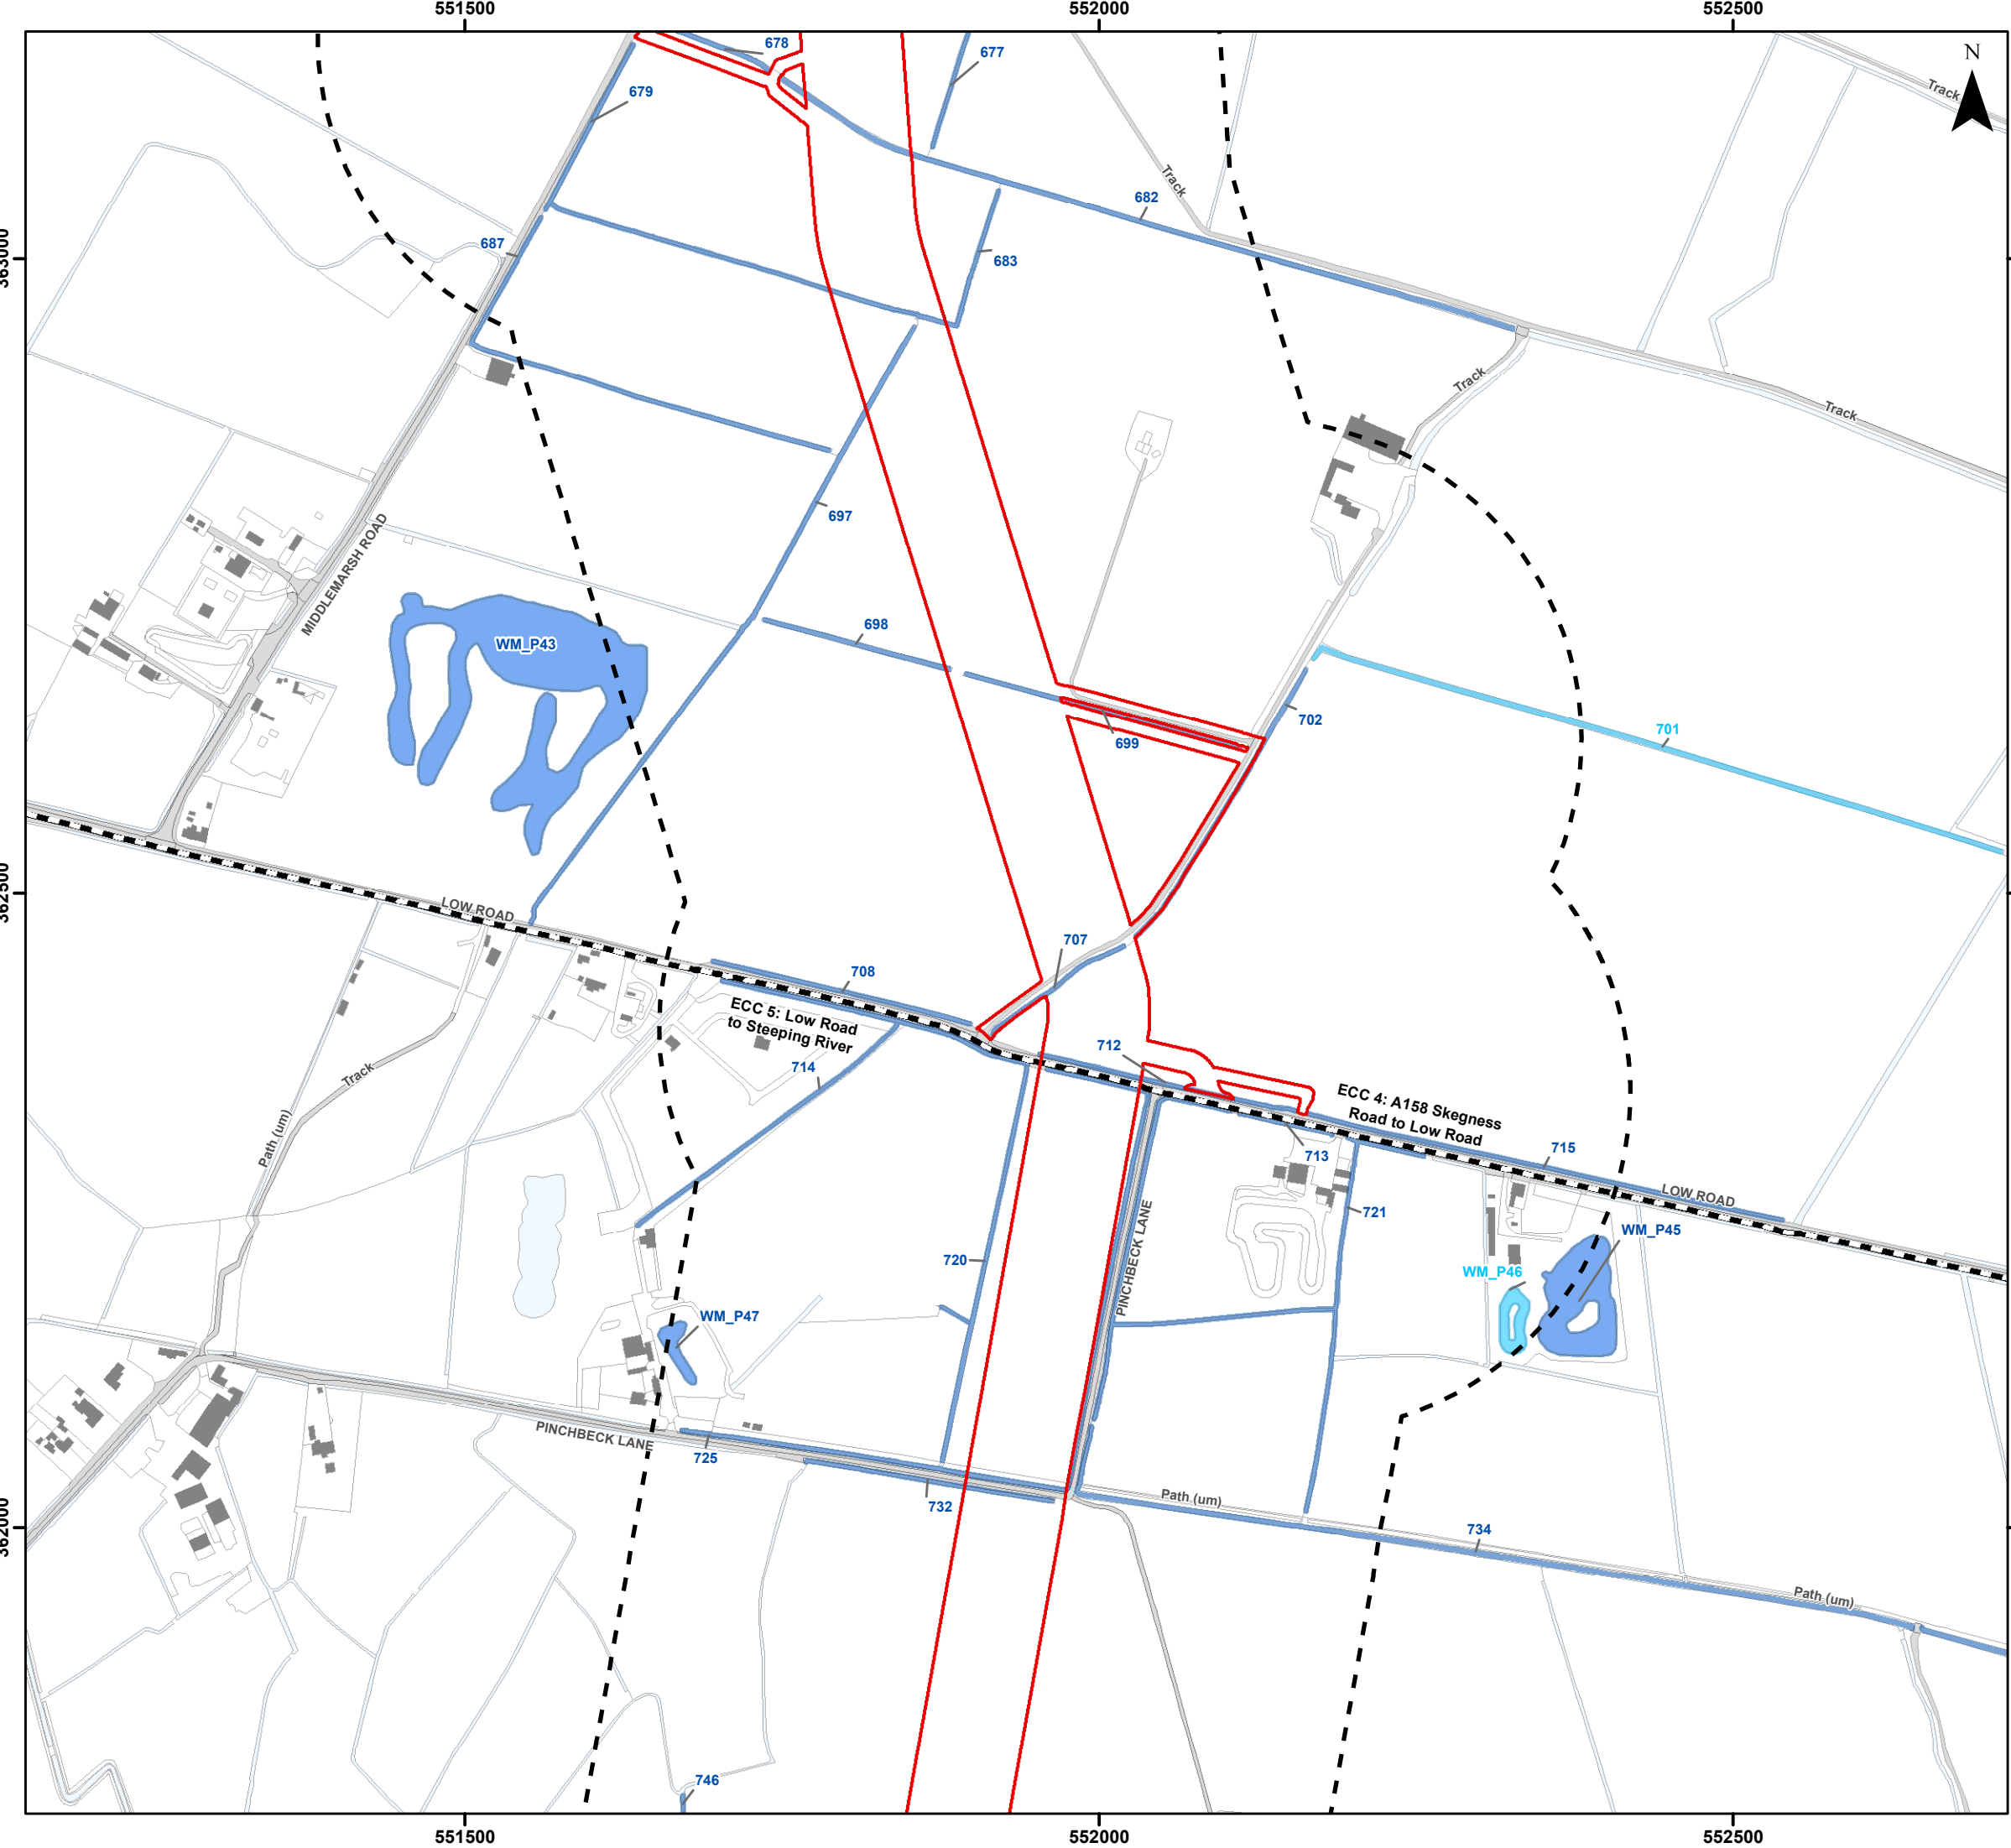 551500
552000
552500
N
678
677
679
Track
Track
682
687
683
363000
Track
Track
697
MIDDLEMARSH ROAD
WM_P43
698
702
701
699
362500
LOW ROAD
707
708
ECC 5: Low Road
to Steeping River
712
714
ECC 4: A158 Skegness
Road to Low Road
Track
Path (um)
713
715
LOW ROAD
721
WM_P45
720
PINCHBECK LANE
WM_P46
WM_P47
PINCHBECK LANE
725
732
Path (um)
734
Path (um)
746
551500
552000
552500